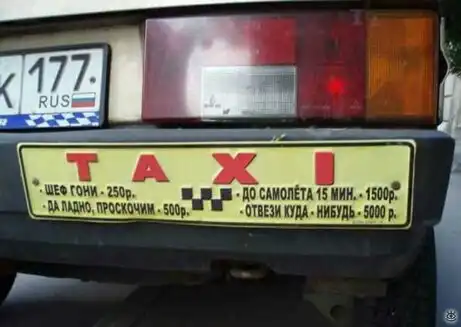 К 177
RUS
TAXI
- ШЕФ ГОНИ - 250р.
- ДА ЛАДНО, ПРОСКОЧИМ - 500р.
- ДО САМОЛЁТА 15 МИН. - 1500р.
- ОТВЕЗИ КУДА - НИБУДЬ - 5000 р.